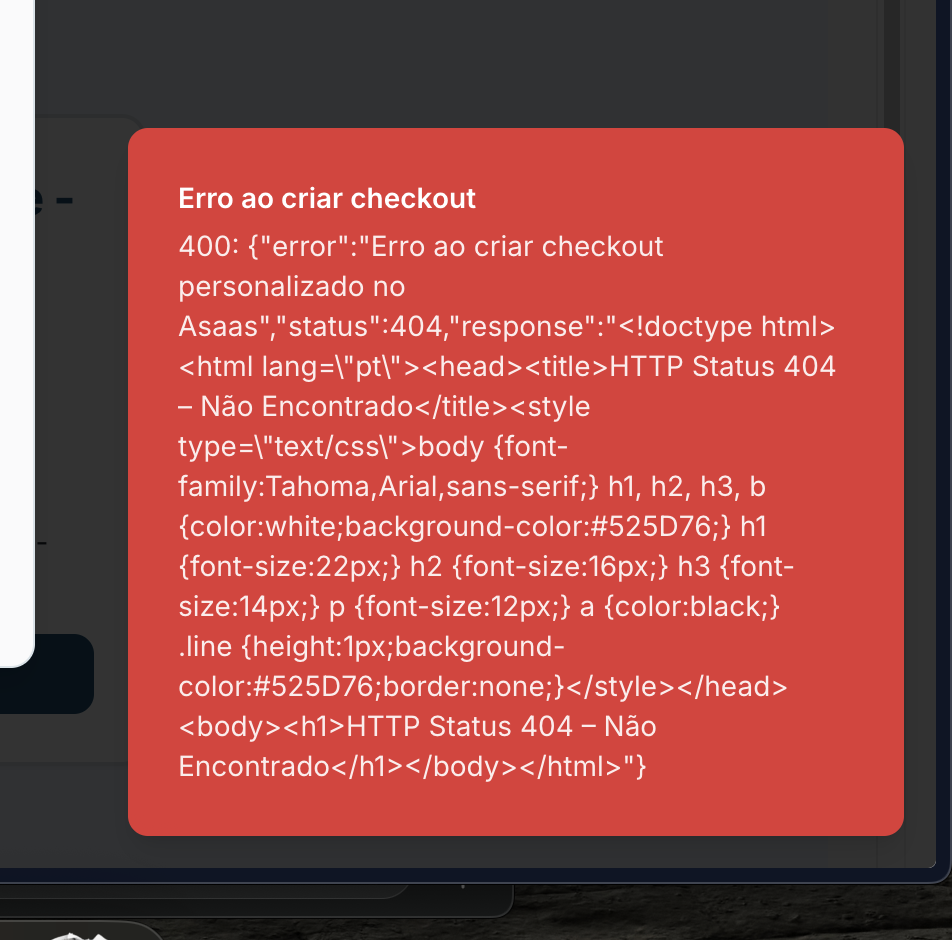 Erro ao criar checkout
400: {"error":"Erro ao criar checkout
personalizado no
Asaas","status":404,"response":"<!doctype html>
<html lang=\"pt\"><head><title>HTTP Status 404
– Não Encontrado</title><style
type=\"text/css\">body {font-
family:Tahoma,Arial,sans-serif;} h1, h2, h3, b
{color:white;background-color:#525D76;} h1
{font-size:22px;} h2 {font-size:16px;} h3 {font-
size:14px;} p {font-size:12px;} a {color:black;}
.line {height:1px;background-
color:#525D76;border:none;}</style></head>
<body><h1>HTTP Status 404 – Não
Encontrado</h1></body></html>"}